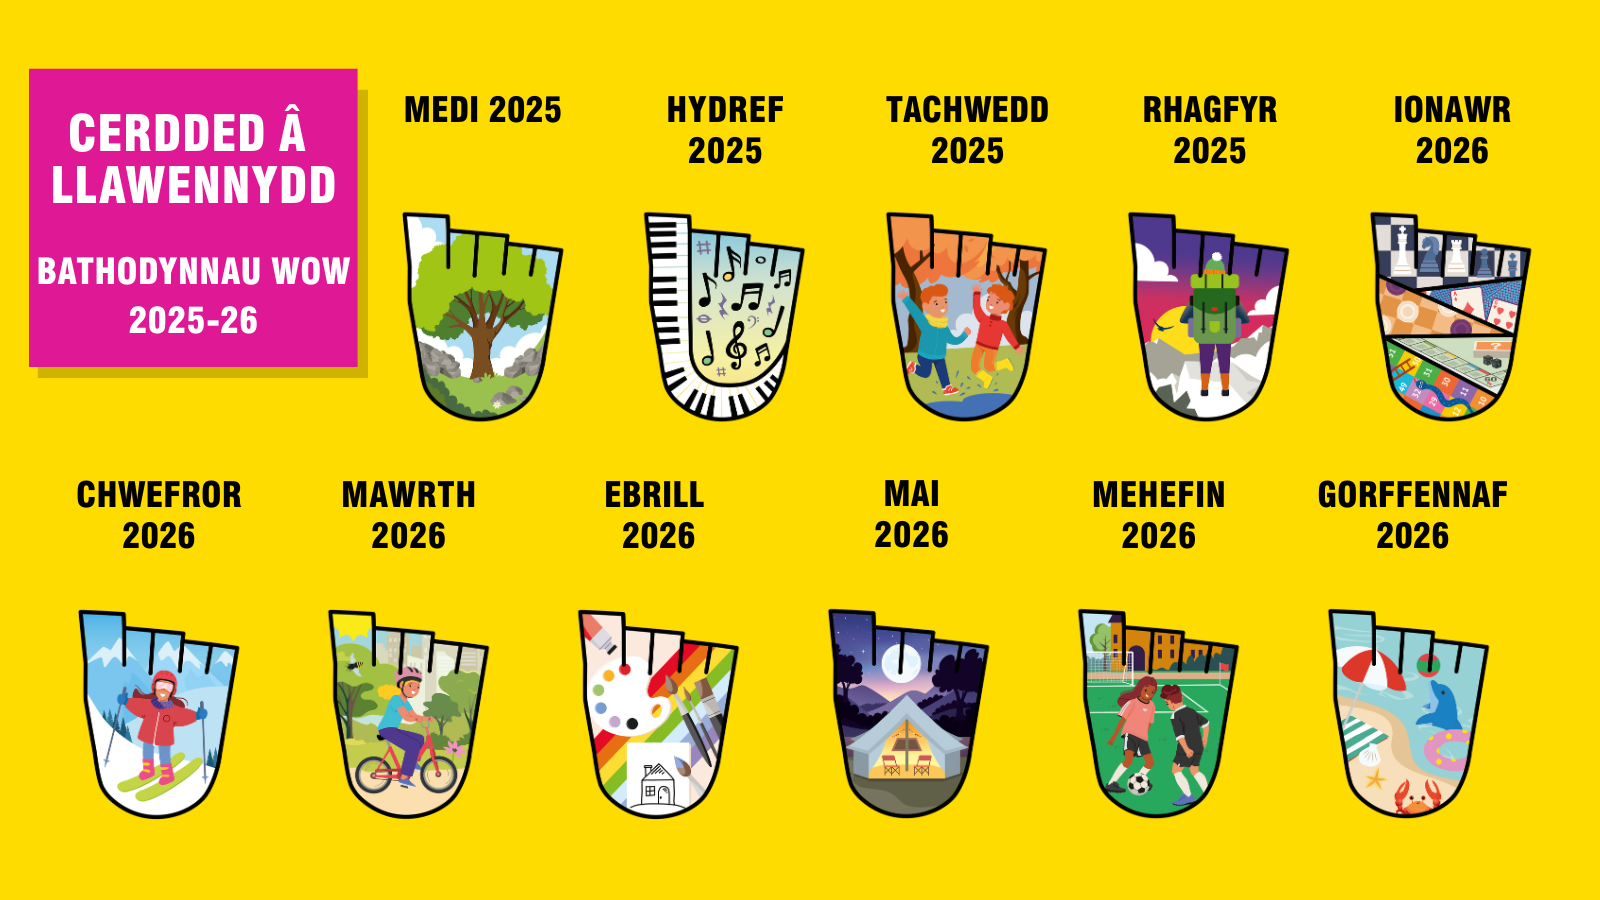 CERDDED Â
LLAWENNYDD
BATHODYNNAU WOW
2025-26
MEDI 2025
HYDREF
2025
TACHWEDD
2025
RHAGFYR
2025
IONAWR
2026
CHWEFROR
2026
MAWRTH
2026
EBRILL
2026
MAI
2026
MEHEFIN
2026
GORFFENNAF
2026